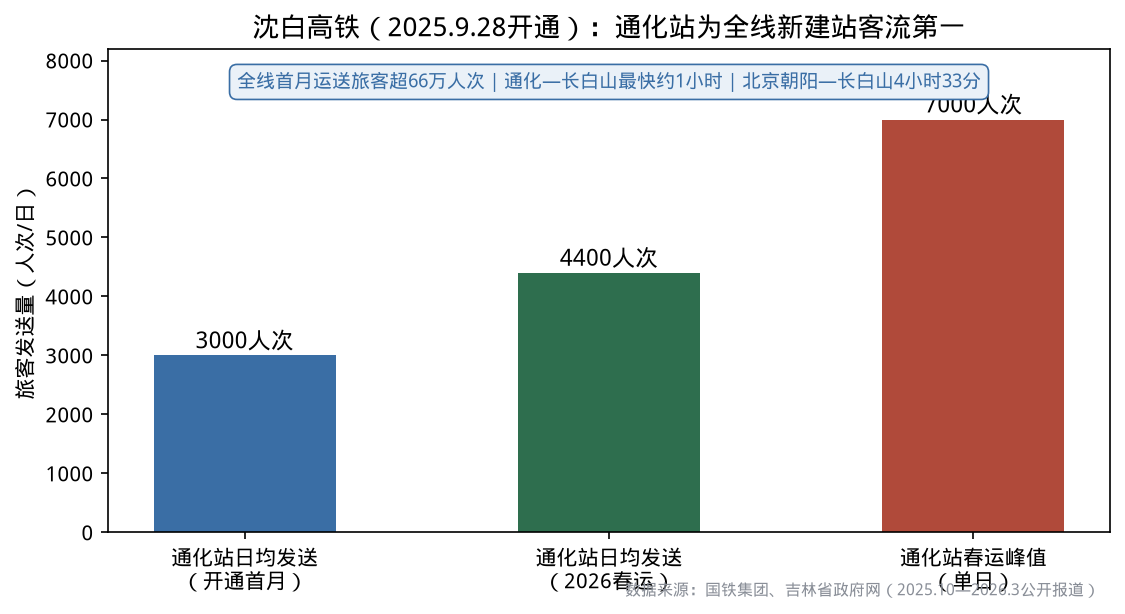 沈白高铁（2025.9.28开通）：通化站为全线新建站客流第一
全线首月运送旅客超66万人次 | 通化—长白山最快约1小时 | 北京朝阳—长白山4小时33分
旅客发送量（人次/日）
8000
7000
6000
5000
4000
3000
2000
1000
0
3000人次
4400人次
7000人次
通化站日均发送
（开通首月）
通化站日均发送
（2026春运）
通化站春运峰值
（单日）
数据来源：国铁集团、吉林省政府网（2025.10—2026.3公开报道）